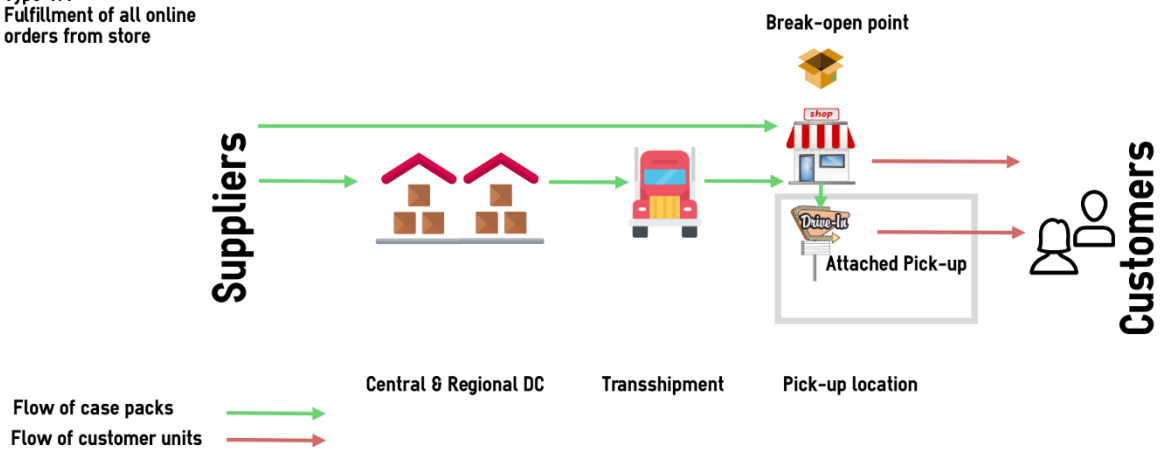 Fulfillment of all online
orders from store
Break-open point
shop
Suppliers
Drive-In
Attached Pick-up
Customers
Central & Regional DC
Transshipment
Pick-up location
Flow of case packs
Flow of customer units